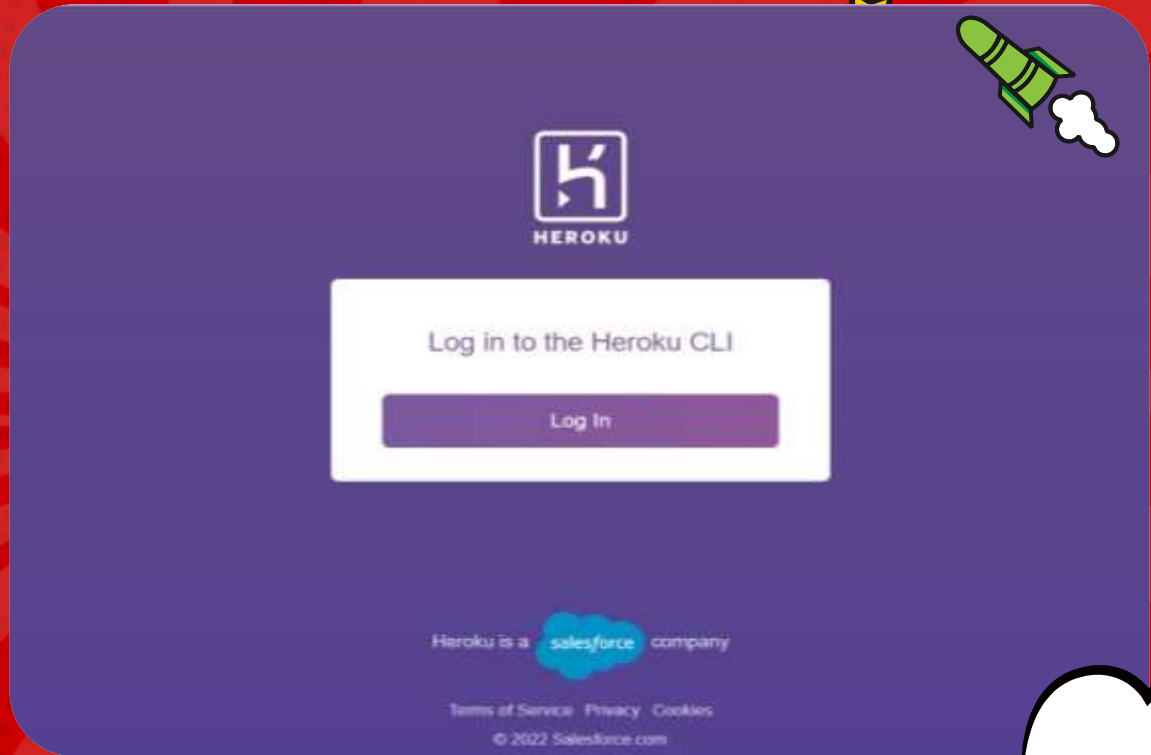 HEROKU
Log in to the Heroku CLI
Log In
Heroku is a salesforce company
Terms of Service Privacy Cookies
© 2022 Salesforce.com